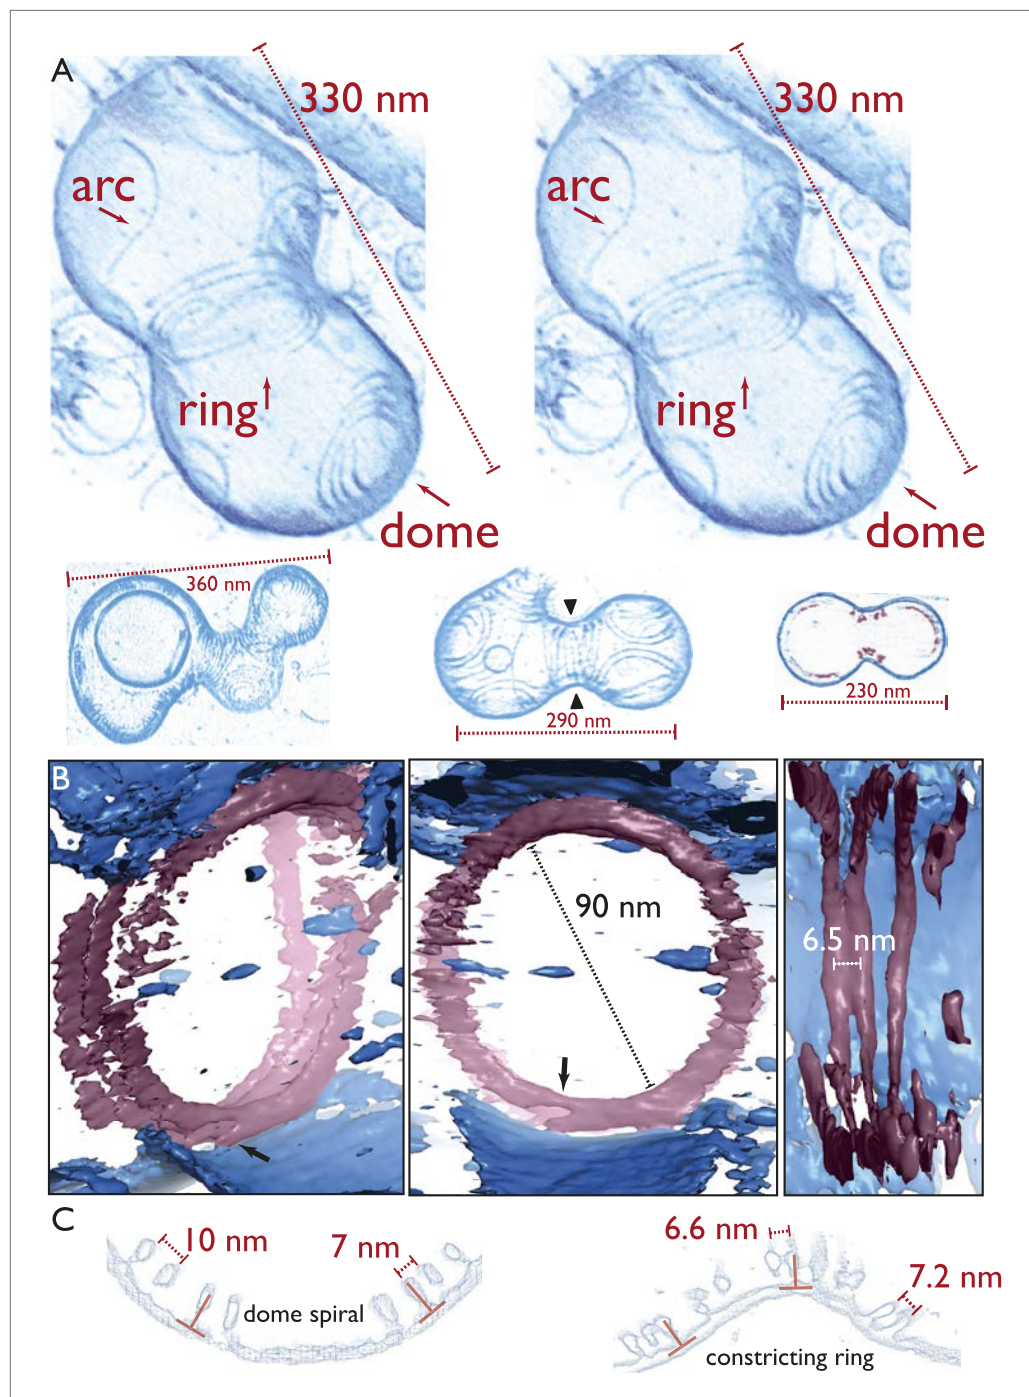 A
330 nm
330 nm
arc
arc
ring
ring
dome
dome
360 nm
290 nm
230 nm
B
90 nm
6.5 nm
C
10 nm
7 nm
dome spiral
6.6 nm
7.2 nm
constricting ring